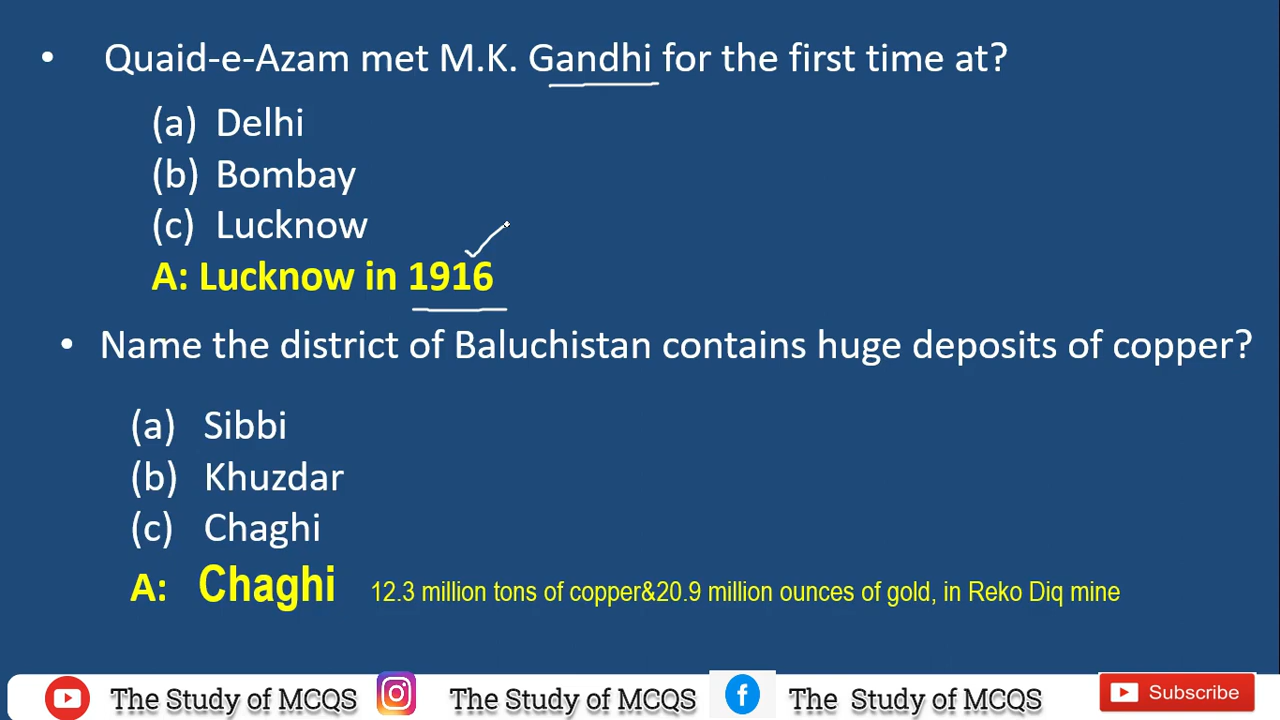 • Quaid-e-Azam met M.K. Gandhi for the first time at?
(a) Delhi
(b) Bombay
(c) Lucknow
A: Lucknow in 1916
• Name the district of Baluchistan contains huge deposits of copper?
(a) Sibbi
(b) Khuzdar
(c) Chaghi
A: Chaghi 12.3 million tons of copper&20.9 million ounces of gold, in Reko Diq mine
The Study of MCQS The Study of MCQS The Study of MCQS Subscribe